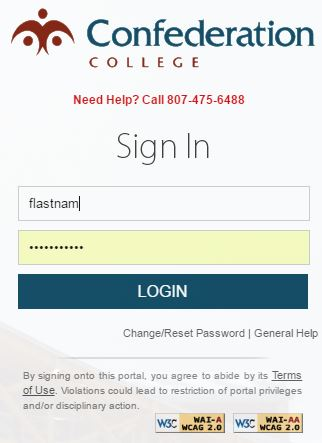 Confederation
COLLEGE
Need Help? Call 807-475-6488
Sign In
flastnam
•••••••••••
LOGIN
Change/Reset Password | General Help
By signing onto this portal, you agree to abide by its Terms
of Use. Violations could lead to restriction of portal privileges
and/or disciplinary action.
W3C WAI-A WCAG 2.0 W3C WAI-AA WCAG 2.0